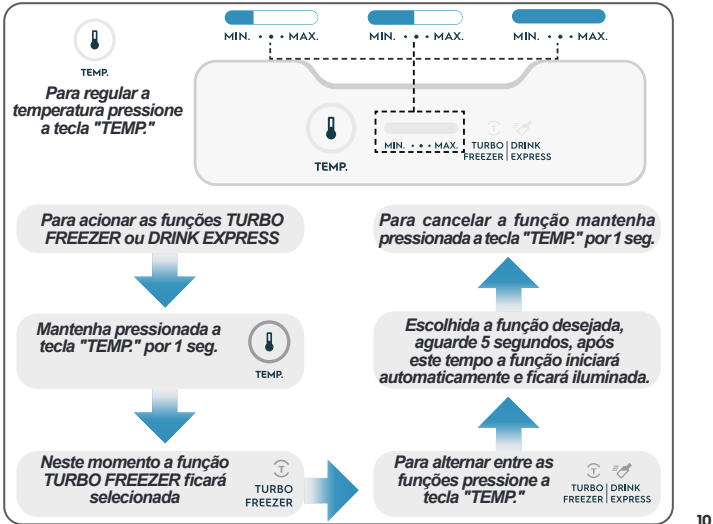 MIN. • • • MAX.
MIN. • • • MAX.
MIN. • • • MAX.
TEMP.
Para regular a
temperatura pressione
a tecla "TEMP."
TEMP.
MIN. • • • MAX.
TURBO
FREEZER
DRINK
EXPRESS
Para acionar as funções TURBO
FREEZER ou DRINK EXPRESS
Mantenha pressionada a
tecla "TEMP." por 1 seg.
TEMP.
Neste momento a função
TURBO FREEZER ficará
selecionada
T
TURBO
FREEZER
Para alternar entre as
funções pressione a
tecla "TEMP."
T
TURBO
FREEZER
DRINK
EXPRESS
Escolhida a função desejada,
aguarde 5 segundos, após
este tempo a função iniciará
automaticamente e ficará iluminada.
Para cancelar a função mantenha
pressionada a tecla "TEMP." por 1 seg.
10